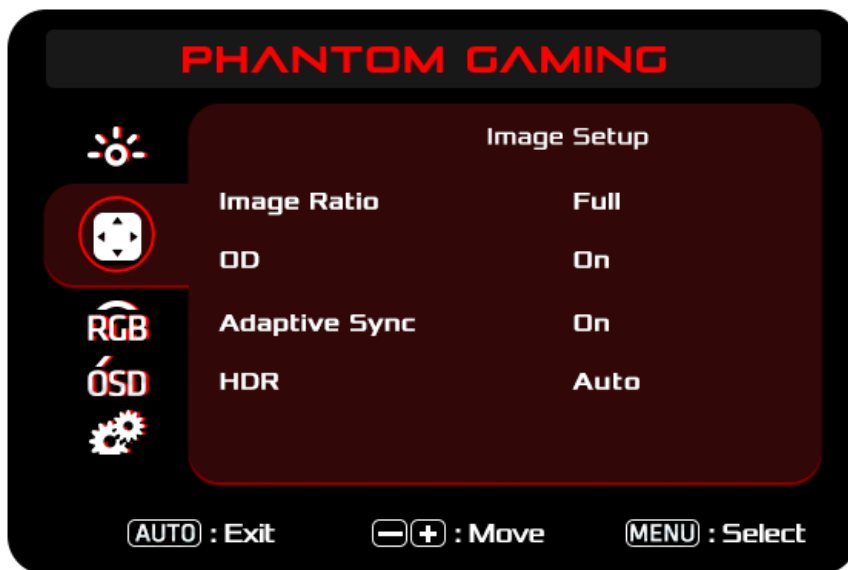 PHANTOM GAMING
Image Setup
Image Ratio Full
OD On
Adaptive Sync On
RGB
HDR Auto
OSD
AUTO : Exit - + : Move MENU : Select